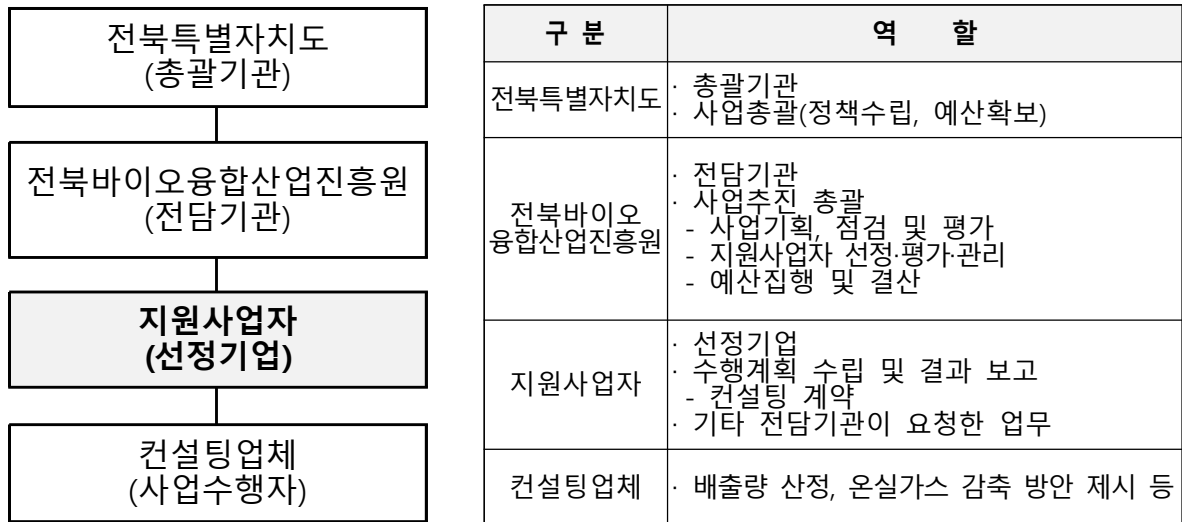 전북특별자치도
(총괄기관)
전북바이오융합산업진흥원
(전담기관)
지원사업자
(선정기업)
컨설팅업체
(사업수행자)
구 분 역 할
전북특별자치도
· 총괄기관
· 사업총괄(정책수립, 예산확보)
전북바이오
융합산업진흥원
· 전담기관
· 사업추진 총괄
- 사업기획, 점검 및 평가
- 지원사업자 선정·평가·관리
- 예산집행 및 결산
지원사업자
· 선정기업
· 수행계획 수립 및 결과 보고
- 컨설팅 계약
· 기타 전담기관이 요청한 업무
컨설팅업체
· 배출량 산정, 온실가스 감축 방안 제시 등